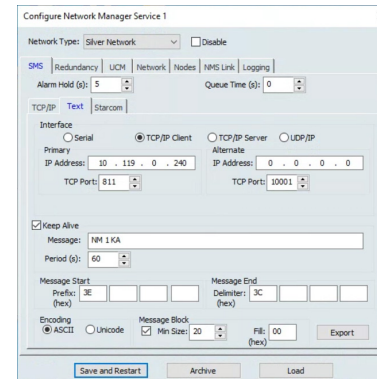 Configure Network Manager Service 1
Network Type: Silver Network Disable
SMS Redundancy UCM Network Nodes NMS Link Logging
Alarm Hold (s): 5 Queue Time (s): 0
TCP/IP Text Starcom
Interface
Serial TCP/IP Client TCP/IP Server UDP/IP
Primary Alternate
IP Address: 10 . 119 . 0 . 240 IP Address: 0 . 0 . 0 . 0
TCP Port: 811 TCP Port: 10001
Keep Alive
Message: NM 1 KA
Period (s): 60
Message Start Message End
Prefix: 3E Delimiter: 3C
(hex) (hex)
Encoding Message Block
ASCII Unicode Min Size: 20 Fill: 00 Export
(hex)
Save and Restart Archive Load